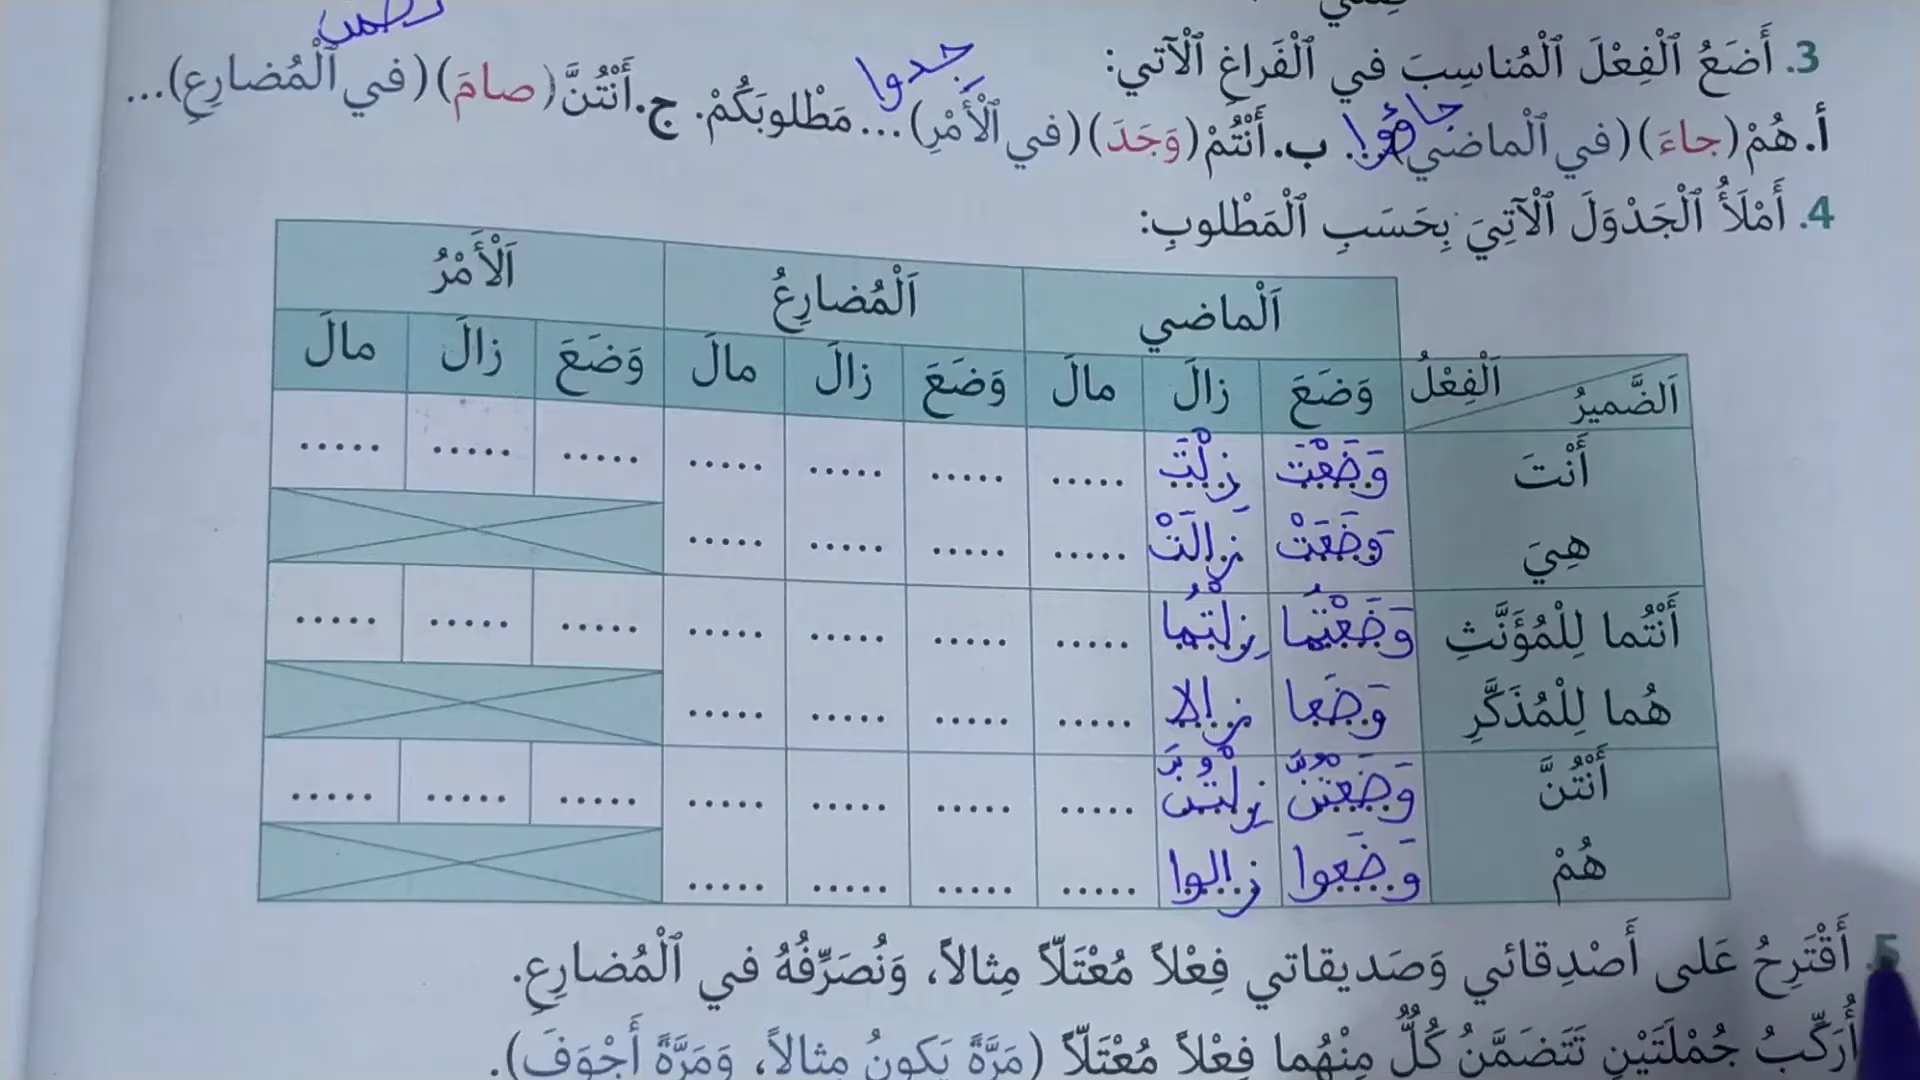 3. أَضَعُ ٱلْفِعْلَ ٱلْمُناسِبَ في ٱلْفَراغِ ٱلْآتي:
جدوا
أ. هُمْ (جاءَ) (في ٱلْماضي) جاؤوا. ب. أَنْتُمْ (وَجَدَ) (في ٱلْأَمْرِ)... مَطْلوبَكُمْ. ج. أَنْتُنَّ (صامَ) (في ٱلْمُضارِعِ)...
4. أَمْلَأُ ٱلْجَدْوَلَ ٱلْآتِيَ بِحَسَبِ ٱلْمَطْلوبِ:
اَلْماضي اَلْمُضارِعُ اَلْأَمْرُ
اَلضَّميرُ اَلْفِعْلُ وَضَعَ زالَ مالَ وَضَعَ زالَ مالَ وَضَعَ زالَ مالَ
أَنْتَ وَضَعْتَ زِلْتَ ..... ..... ..... ..... ..... ..... .....
هِيَ وَضَعَتْ زَالَتْ ..... ..... ..... .....
أَنْتُما لِلْمُؤَنَّثِ وَضَعْتُما زِلْتُما ..... ..... ..... ..... ..... ..... .....
هُما لِلْمُذَكَّرِ وَضَعا زالا ..... ..... ..... .....
أَنْتُنَّ وَضَعْتُنَّ زِلْتُنَّ ..... ..... ..... ..... ..... ..... .....
هُمْ وَضَعوا زالوا ..... ..... ..... .....
5. أَقْتَرِحُ عَلى أَصْدِقائي وَصَديقاتي فِعْلاً مُعْتَلّاً مِثالاً، وَنُصَرِّفُهُ في ٱلْمُضارِعِ.
أُرَكِّبُ جُمْلَتَيْنِ تَتَضَمَّنُ كُلٌّ مِنْهُما فِعْلاً مُعْتَلّاً (مَرَّةً يَكونُ مِثالاً، وَمَرَّةً أَجْوَفَ).